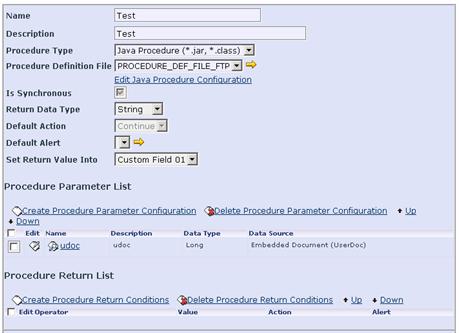 Name Test
Description Test
Procedure Type Java Procedure (*.jar, *.class)
Procedure Definition File PROCEDURE_DEF_FILE_FTP
Edit Java Procedure Configuration
Is Synchronous
Return Data Type String
Default Action Continue
Default Alert
Set Return Value Into Custom Field 01
Procedure Parameter List
Create Procedure Parameter Configuration Delete Procedure Parameter Configuration Up
Down
Edit Name Description Data Type Data Source
udoc udoc Long Embedded Document (UserDoc)
Procedure Return List
Create Procedure Return Conditions Delete Procedure Return Conditions Up Down
Edit Operator Value Action Alert